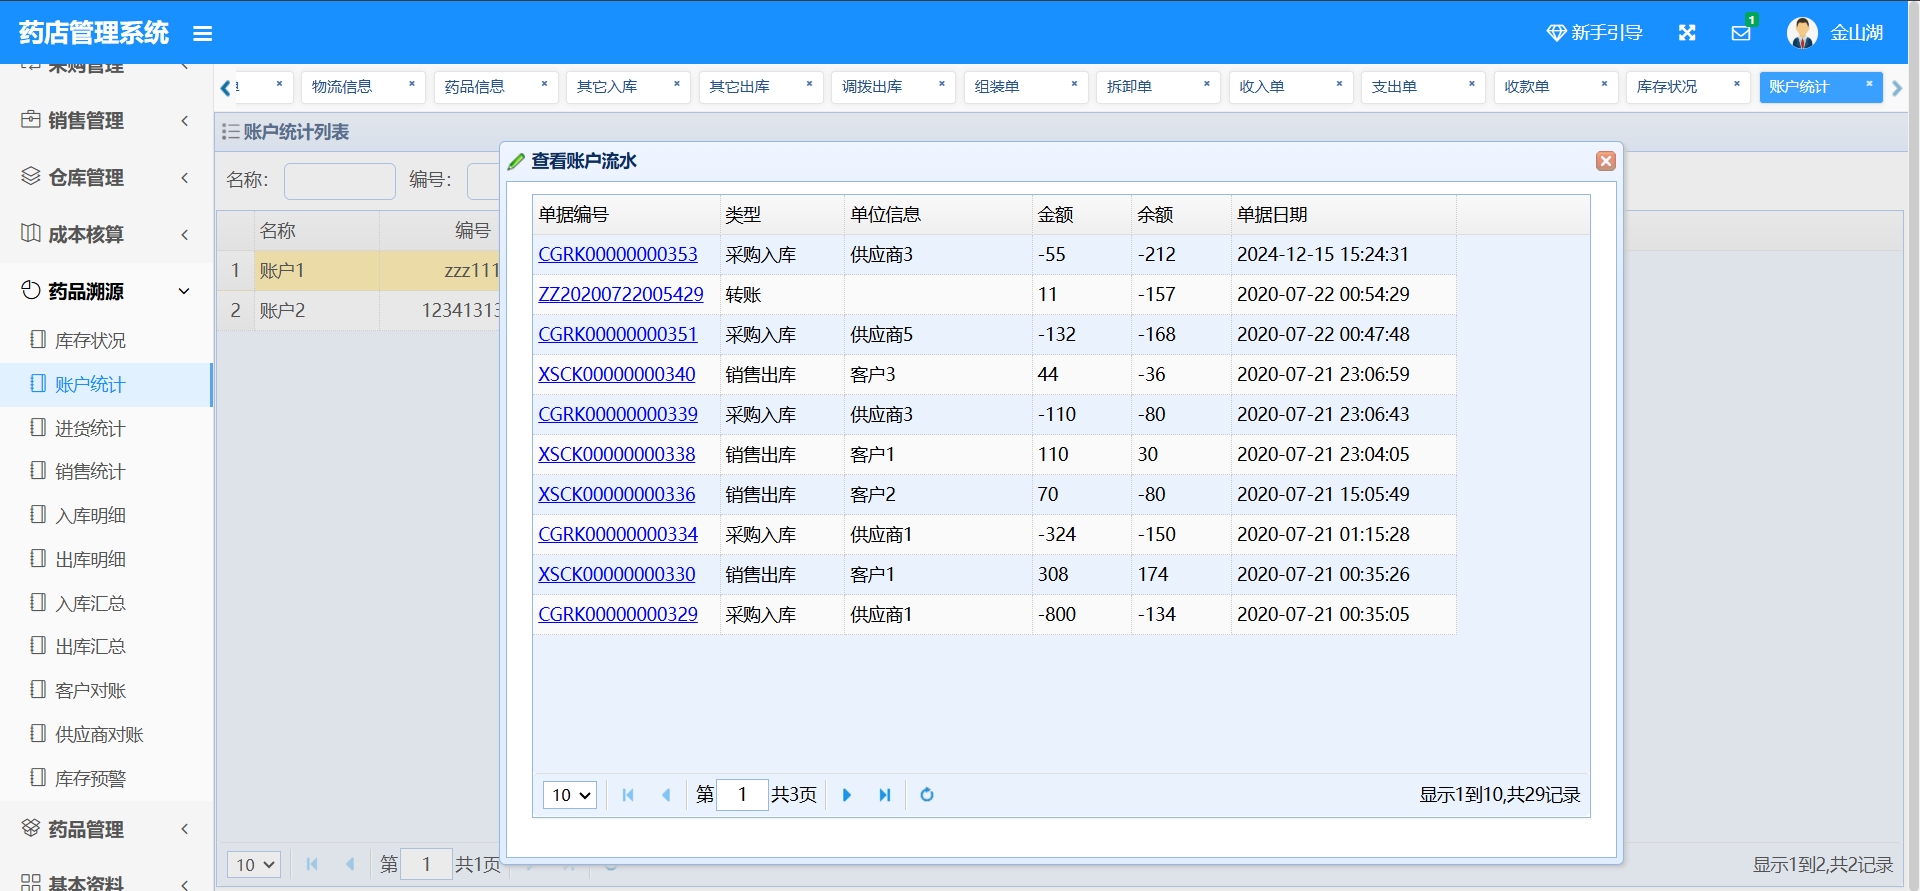 药店管理系统
新手引导
1
金山湖
采购管理
销售管理
仓库管理
成本核算
药品溯源
库存状况
账户统计
进货统计
销售统计
入库明细
出库明细
入库汇总
出库汇总
客户对账
供应商对账
库存预警
药品管理
基本资料
物流信息 × 药品信息 × 其它入库 × 其它出库 × 调拨出库 × 组装单 × 拆卸单 × 收入单 × 支出单 × 收款单 × 库存状况 × 账户统计 ×
账户统计列表
名称: 编号:
名称 编号
1 账户1 zzz111
2 账户2 12341313
10 第 1 共1页
显示1到2,共2记录
查看账户流水
单据编号 类型 单位信息 金额 余额 单据日期
CGRK00000000353 采购入库 供应商3 -55 -212 2024-12-15 15:24:31
ZZ20200722005429 转账 11 -157 2020-07-22 00:54:29
CGRK00000000351 采购入库 供应商5 -132 -168 2020-07-22 00:47:48
XSCK00000000340 销售出库 客户3 44 -36 2020-07-21 23:06:59
CGRK00000000339 采购入库 供应商3 -110 -80 2020-07-21 23:06:43
XSCK00000000338 销售出库 客户1 110 30 2020-07-21 23:04:05
XSCK00000000336 销售出库 客户2 70 -80 2020-07-21 15:05:49
CGRK00000000334 采购入库 供应商1 -324 -150 2020-07-21 01:15:28
XSCK00000000330 销售出库 客户1 308 174 2020-07-21 00:35:26
CGRK00000000329 采购入库 供应商1 -800 -134 2020-07-21 00:35:05
10 第 1 共3页 显示1到10,共29记录